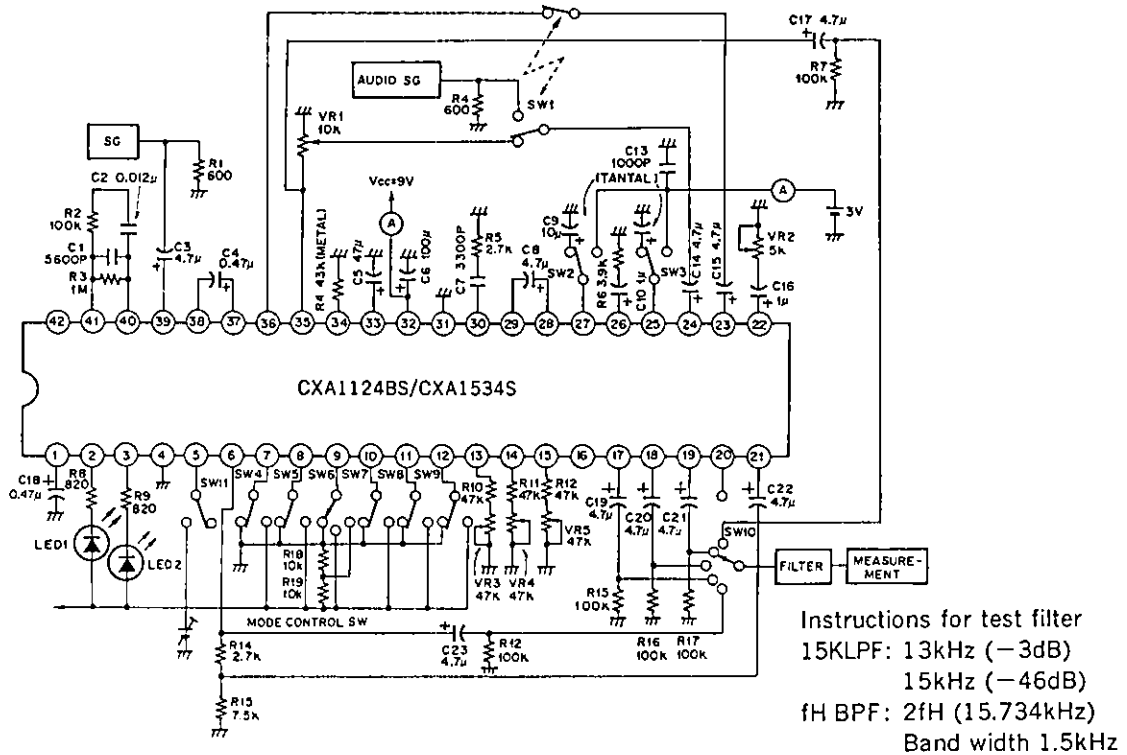 C17 4.7μ
R7
100k
AUDIO SG
R4
600
SW1
VR1
10k
SG
R1
600
C2 0.012μ
R2
100k
C1
5600P
R3
1M
C3
4.7μ
C4
0.47μ
Vcc=9V
A
R4 43k (METAL)
C5 47μ
C6 100μ
C7 3300P
R5
2.7k
C8
4.7μ
C9
10μ
SW2
C13
1000P
(TANTAL)
R6 3.9k
C10 1μ
SW3
C14 4.7μ
C15 4.7μ
A
3V
VR2
5k
C16
1μ
42 41 40 39 38 37 36 35 34 33 32 31 30 29 28 27 26 25 24 23 22
CXA1124BS/CXA1534S
1 2 3 4 5 6 7 8 9 10 11 12 13 14 15 16 17 18 19 20 21
C18
0.47μ
R8
820
R9
820
LED1
LED2
SW11
SW4
SW5
SW6
SW7
SW8
SW9
R10
47k
R11
47k
R12
47k
VR3
47k
VR4
47k
VR5
47k
R18
10k
R19
10k
C19
4.7μ
C20
4.7μ
C21
4.7μ
C22
4.7μ
SW10
FILTER
MEASURE-
MENT
R15
100k
R16
100k
R17
100k
MODE CONTROL SW
R14
2.7k
C23
4.7μ
R12
100k
R15
7.5k
Instructions for test filter
15KLPF: 13kHz (−3dB)
15kHz (−46dB)
fH BPF: 2fH (15.734kHz)
Band width 1.5kHz